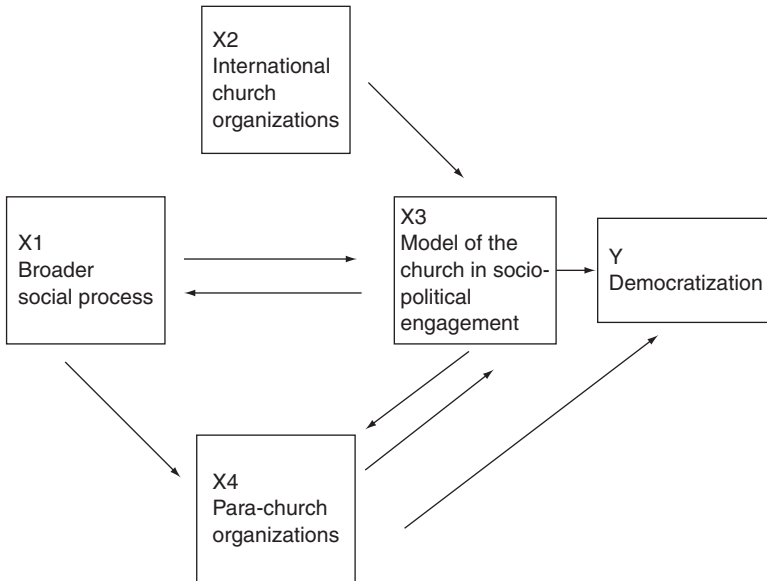 X2
International
church
organizations
X1
Broader
social process
X3
Model of the
church in socio-
political
engagement
Y
Democratization
X4
Para-church
organizations